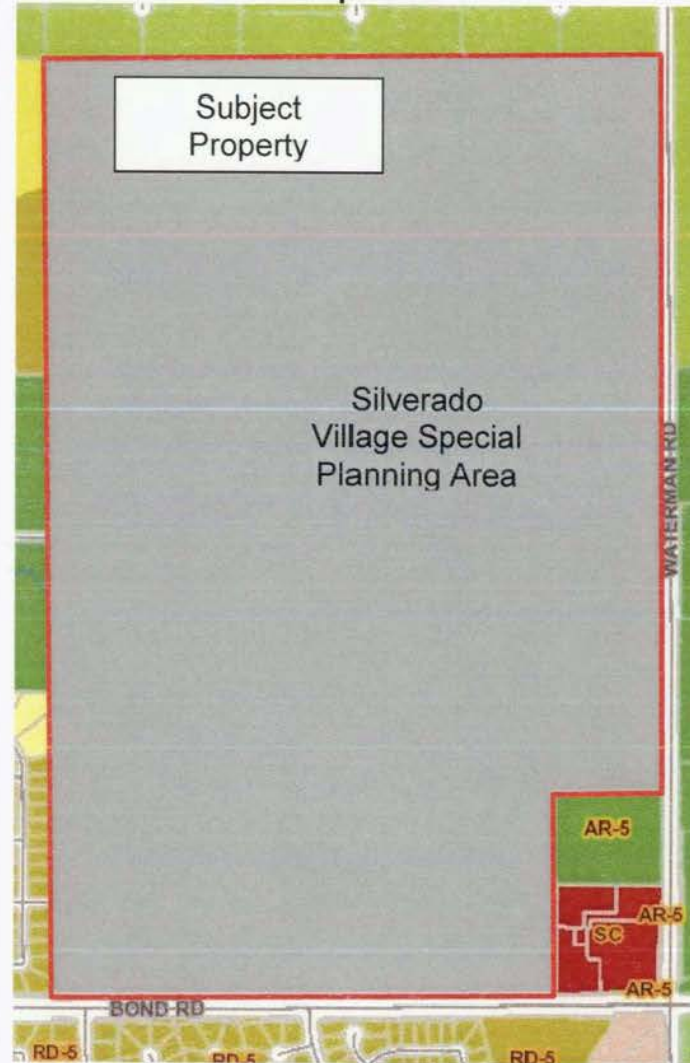 Subject
Property
Silverado
Village Special
Planning Area
WATERMAN RD
AR-5
AR-5
SC
AR-5
BOND RD
RD-5
RD-5
RD-5